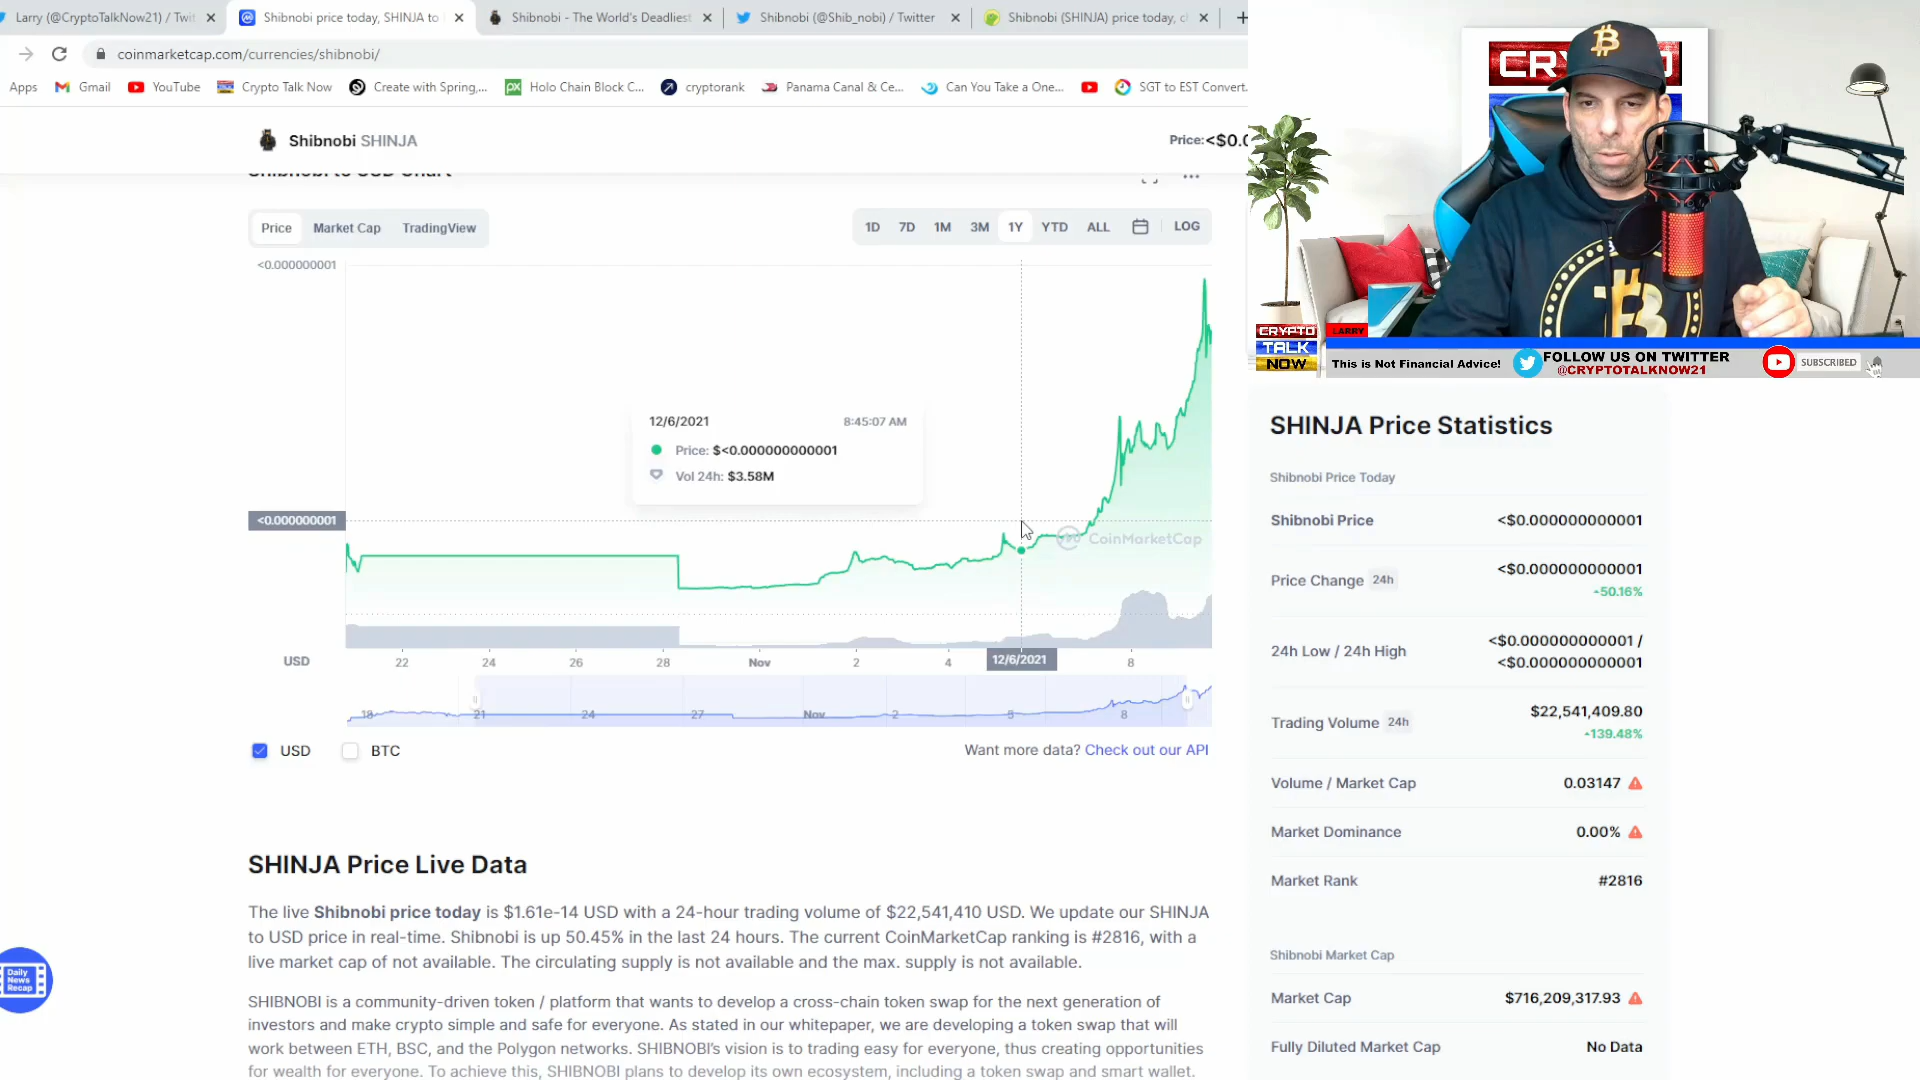 Larry (@CryptoTalkNow21) / Twit
Shibnobi price today, SHINJA to
Shibnobi - The World's Deadliest
Shibnobi (@Shib_nobi) / Twitter
Shibnobi (SHINJA) price today, c
coinmarketcap.com/currencies/shibnobi/
Apps
Gmail
YouTube
Crypto Talk Now
Create with Spring,...
Holo Chain Block C...
cryptorank
Panama Canal & Ce...
Can You Take a One...
SGT to EST Convert.
Shibnobi SHINJA
Price:<$0.0
Shibnobi to USD Chart
Price Market Cap TradingView
1D 7D 1M 3M 1Y YTD ALL LOG
<0.000000001
12/6/2021 8:45:07 AM
Price: $<0.000000000001
Vol 24h: $3.58M
<0.000000001
CoinMarketCap
USD 22 24 26 28 Nov 2 4 12/6/2021 8
18 21 24 27 Nov 2 5 8
USD BTC
Want more data? Check out our API
SHINJA Price Live Data
The live Shibnobi price today is $1.61e-14 USD with a 24-hour trading volume of $22,541,410 USD. We update our SHINJA
to USD price in real-time. Shibnobi is up 50.45% in the last 24 hours. The current CoinMarketCap ranking is #2816, with a
live market cap of not available. The circulating supply is not available and the max. supply is not available.
SHIBNOBI is a community-driven token / platform that wants to develop a cross-chain token swap for the next generation of
investors and make crypto simple and safe for everyone. As stated in our whitepaper, we are developing a token swap that will
work between ETH, BSC, and the Polygon networks. SHIBNOBI's vision is to trading easy for everyone, thus creating opportunities
for wealth for everyone. To achieve this, SHIBNOBI plans to develop its own ecosystem, including a token swap and smart wallet.
Daily
News
Recap
CR
CRYPTO
TALK
NOW
LARRY
This is Not Financial Advice!
FOLLOW US ON TWITTER
@CRYPTOTALKNOW21
SUBSCRIBED
SHINJA Price Statistics
Shibnobi Price Today
Shibnobi Price <$0.000000000001
Price Change 24h <$0.000000000001
50.16%
24h Low / 24h High <$0.000000000001 /
<$0.000000000001
Trading Volume 24h $22,541,409.80
139.48%
Volume / Market Cap 0.03147
Market Dominance 0.00%
Market Rank #2816
Shibnobi Market Cap
Market Cap $716,209,317.93
Fully Diluted Market Cap No Data